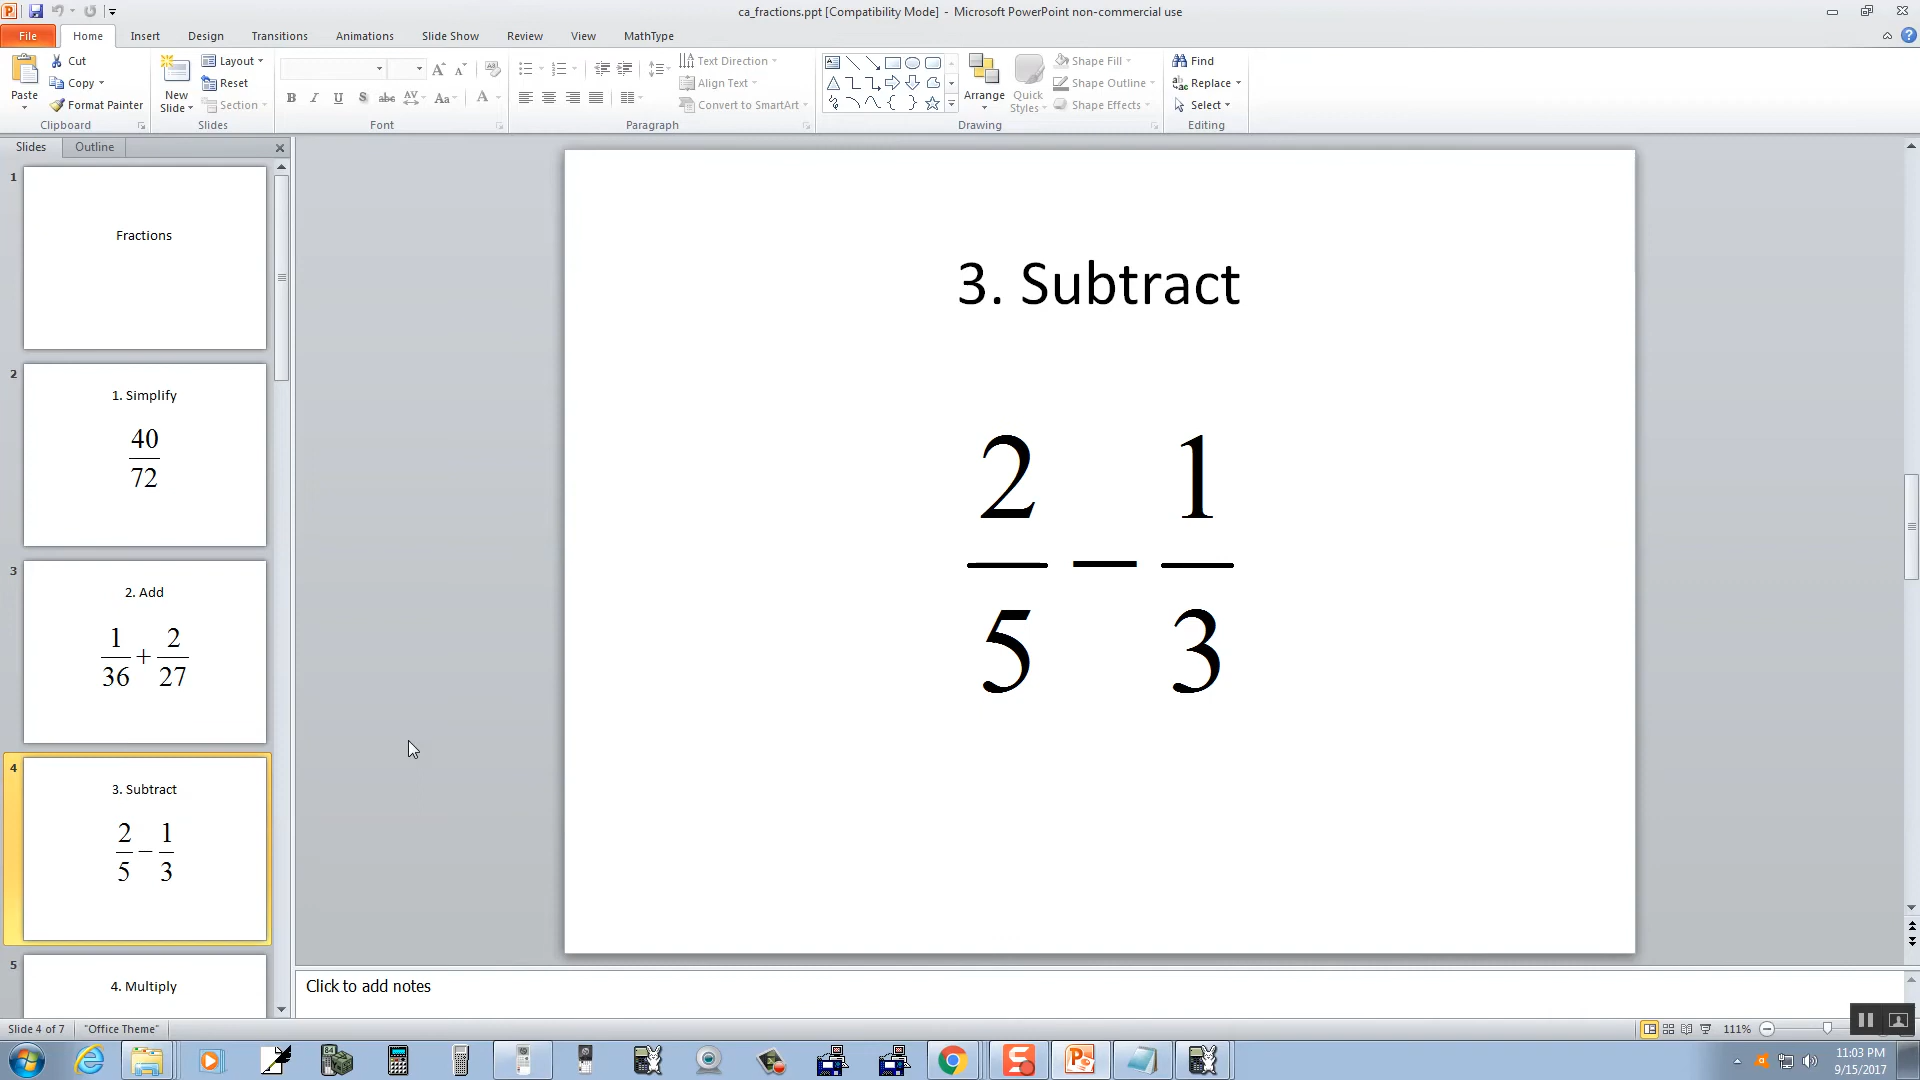 ca_fractions.ppt [Compatibility Mode] - Microsoft PowerPoint non-commercial use
File Home Insert Design Transitions Animations Slide Show Review View MathType
Paste
Cut
Copy
Format Painter
Clipboard
New
Slide
Layout
Reset
Section
Slides
B I U S abc AV Aa A
Font
Text Direction
Align Text
Convert to SmartArt
Paragraph
Arrange
Quick
Styles
Shape Fill
Shape Outline
Shape Effects
Drawing
Find
Replace
Select
Editing
Slides Outline
1
Fractions
2
1. Simplify
40
72
3
2. Add
1 + 2
36 27
4
3. Subtract
2 − 1
5 3
5
4. Multiply
3. Subtract
2 − 1
5 3
Click to add notes
Slide 4 of 7 "Office Theme" 111%
11:03 PM
9/15/2017